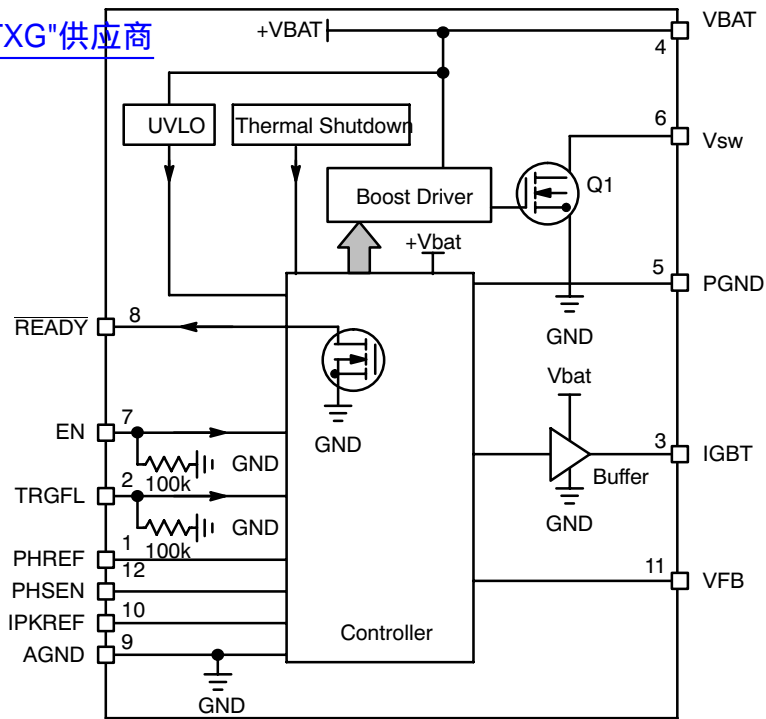 TXG"供应商
+VBAT
VBAT
4
UVLO
Thermal Shutdown
6
Vsw
Boost Driver
Q1
+Vbat
5
PGND
GND
READY
8
GND
Vbat
EN
7
GND
100k
3
IGBT
Buffer
TRGFL
2
GND
100k
GND
PHREF
1
PHSEN
12
11
VFB
IPKREF
10
Controller
AGND
9
GND